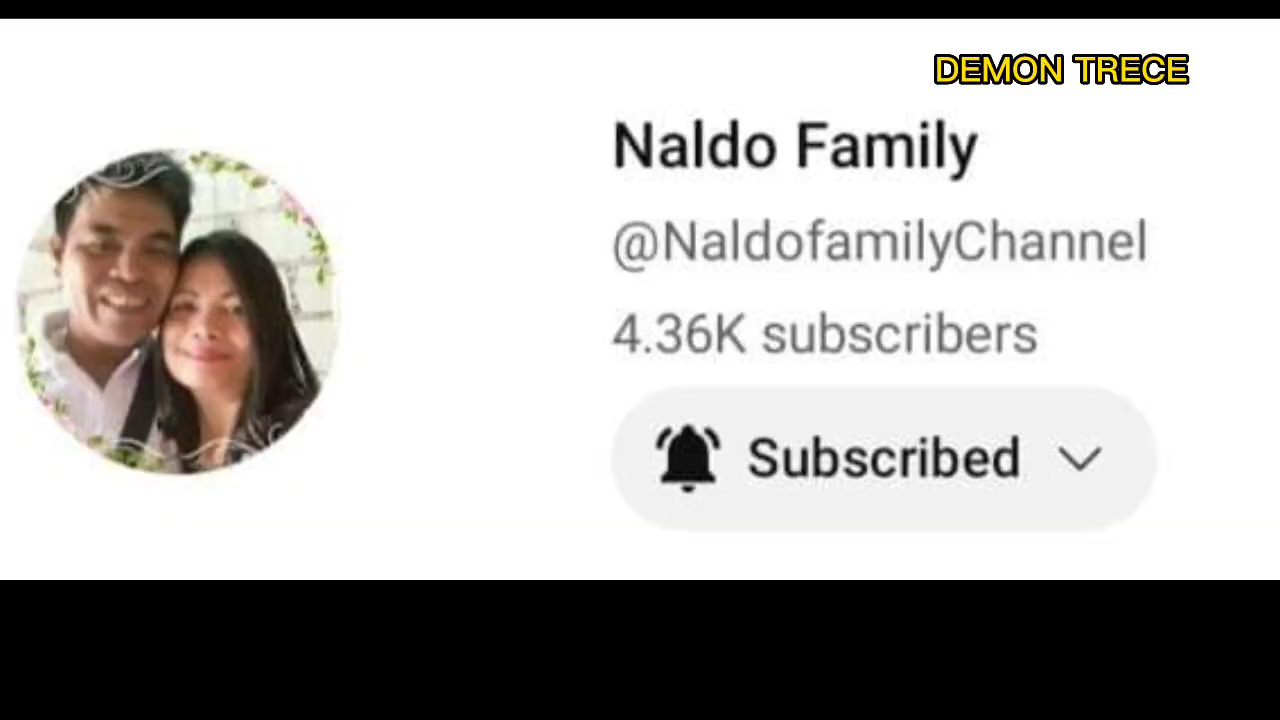 DEMON TRECE
Naldo Family
@NaldofamilyChannel
4.36K subscribers
Subscribed